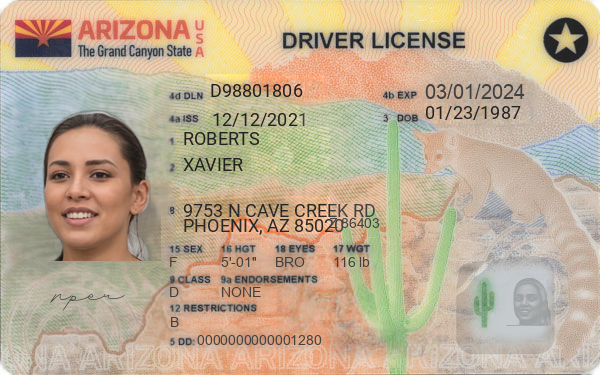 ARIZONA USA
The Grand Canyon State
DRIVER LICENSE
4d DLN D98801806
4b EXP 03/01/2024
4a ISS 12/12/2021
3 DOB 01/23/1987
1 ROBERTS
2 XAVIER
8 9753 N CAVE CREEK RD
PHOENIX, AZ 85020
86403
15 SEX 16 HGT 18 EYES 17 WGT
F 5'-01" BRO 116 lb
9 CLASS 9a ENDORSEMENTS
D NONE
12 RESTRICTIONS
B
5 DD: 0000000000001280
ARIZONA ARIZONA ARIZONA ARIZONA